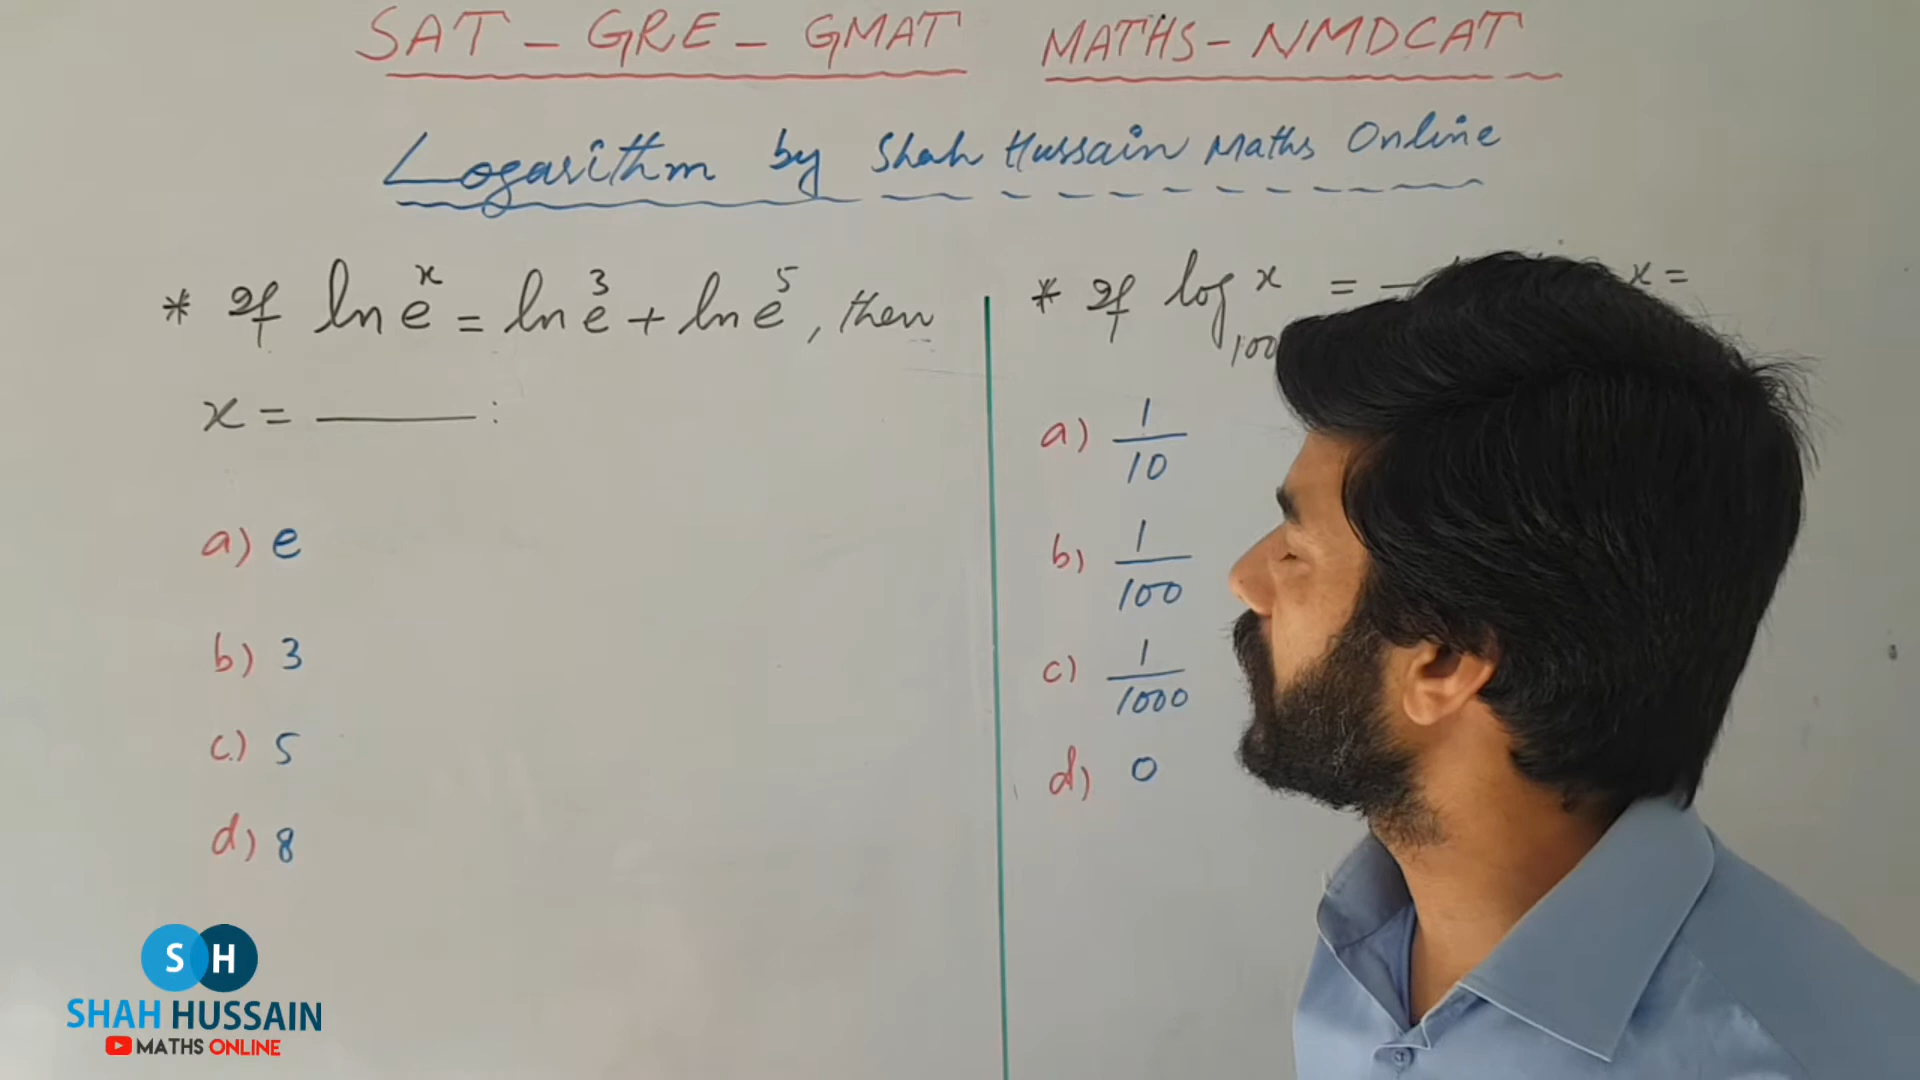 SAT - GRE - GMAT MATHS - NMDCAT
Logarithm by Shah Hussain Maths Online
* If ln e^x = ln e^3 + ln e^5, then
x = ______ :
a) e
b) 3
c) 5
d) 8
* If log x = - x =
100
a) 1/10
b) 1/100
c) 1/1000
d) 0
SH
SHAH HUSSAIN
MATHS ONLINE